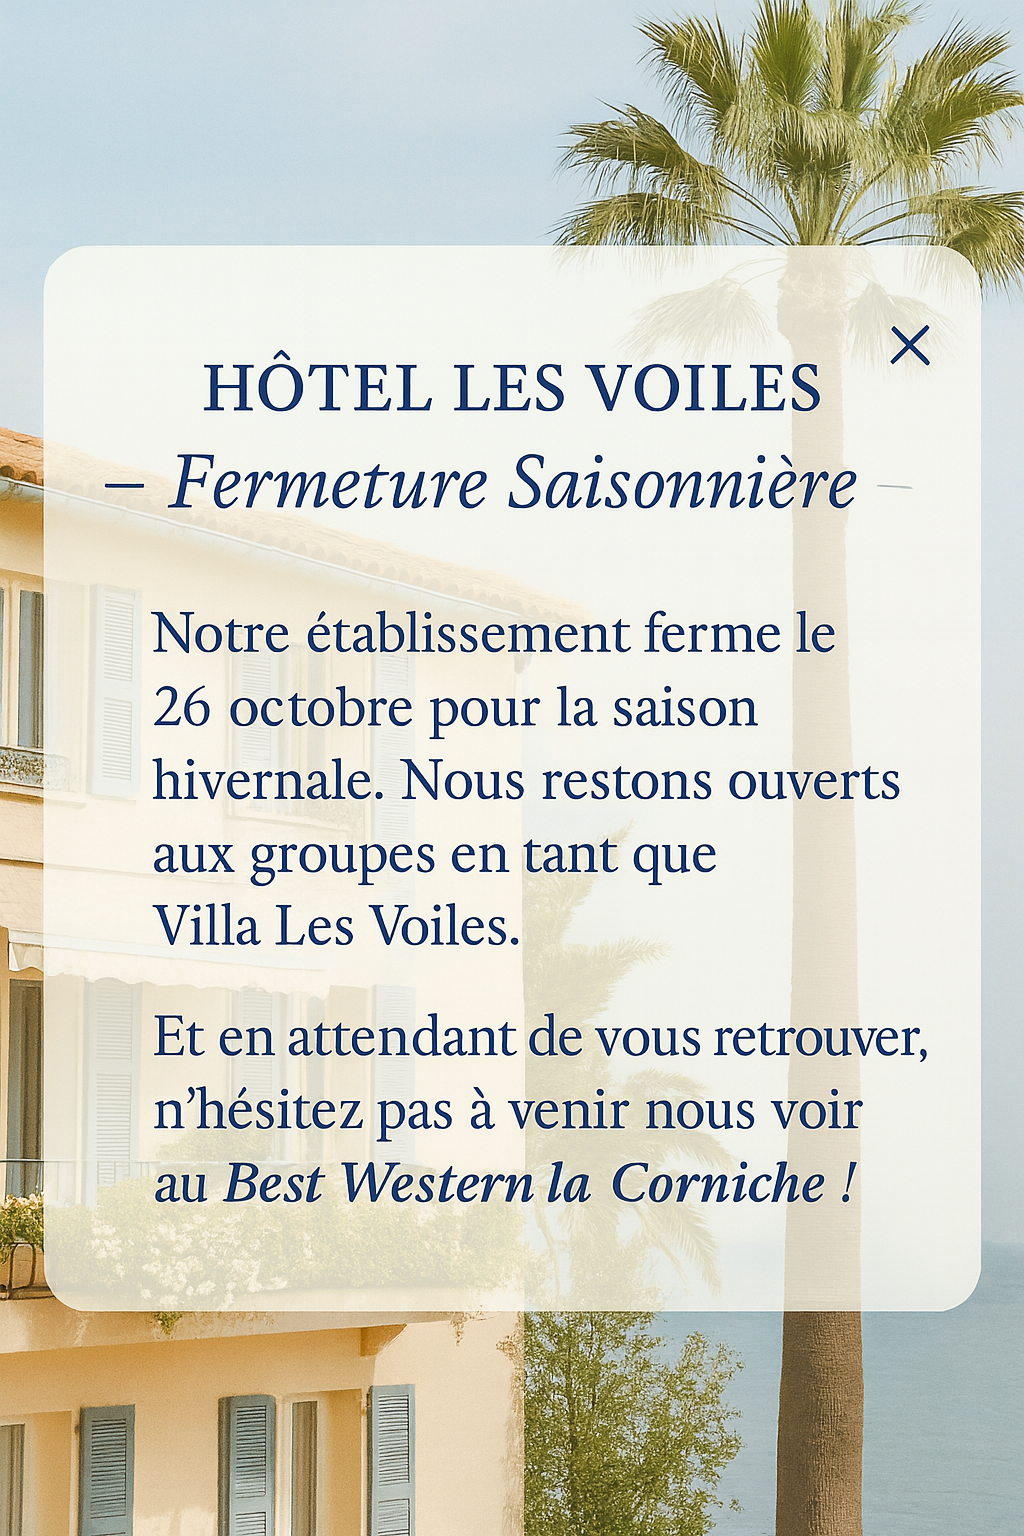 HÔTEL LES VOILES
– Fermeture Saisonnière –
Notre établissement ferme le
26 octobre pour la saison
hivernale. Nous restons ouverts
aux groupes en tant que
Villa Les Voiles.
Et en attendant de vous retrouver,
n’hésitez pas à venir nous voir
au Best Western la Corniche !